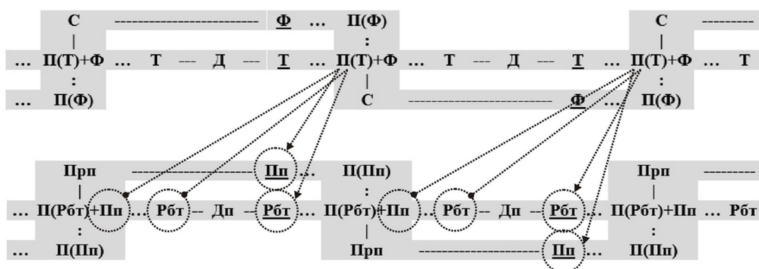 С ---------------------- Ф ... П(Ф) С ---------
| : |
... П(Т)+Ф ... Т --- Д --- Т ... П(Т)+Ф ... Т --- Д --- Т ... П(Т)+Ф ... Т
: | :
... П(Ф) С ----------------------- Ф ... П(Ф)
Прп ------------------- Пп ... П(Пп) Прп ---------
| : |
... П(Рбт)+Пп ... Рбт --- Дп --- Рбт ... П(Рбт)+Пп ... Рбт --- Дп --- Рбт ... П(Рбт)+Пп ... Рбт
: | :
... П(Пп) Прп ------------------- Пп ... П(Пп)